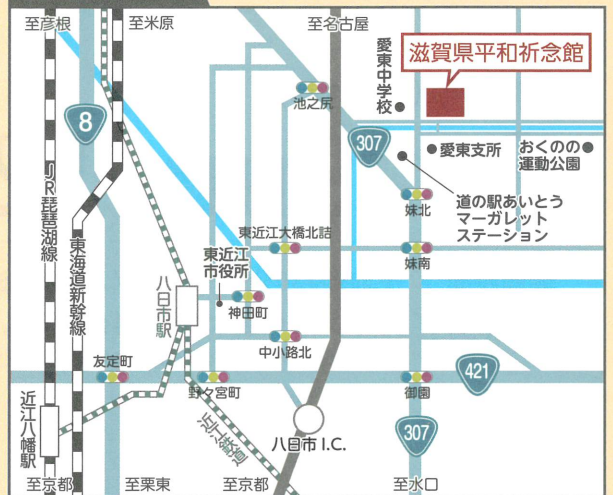 至彦根
至米原
至名古屋
愛東中学校
滋賀県平和祈念館
8
池之尻
307
愛東支所
おくのの
運動公園
JR琵琶湖線
東海道新幹線
妹北
道の駅あいとう
マーガレット
ステーション
東近江大橋北詰
妹南
東近江
市役所
八日市駅
神田町
中小路北
友定町
421
野々宮町
御園
近江八幡駅
近江鉄道
八日市 I.C.
307
至京都
至栗東
至京都
至水口